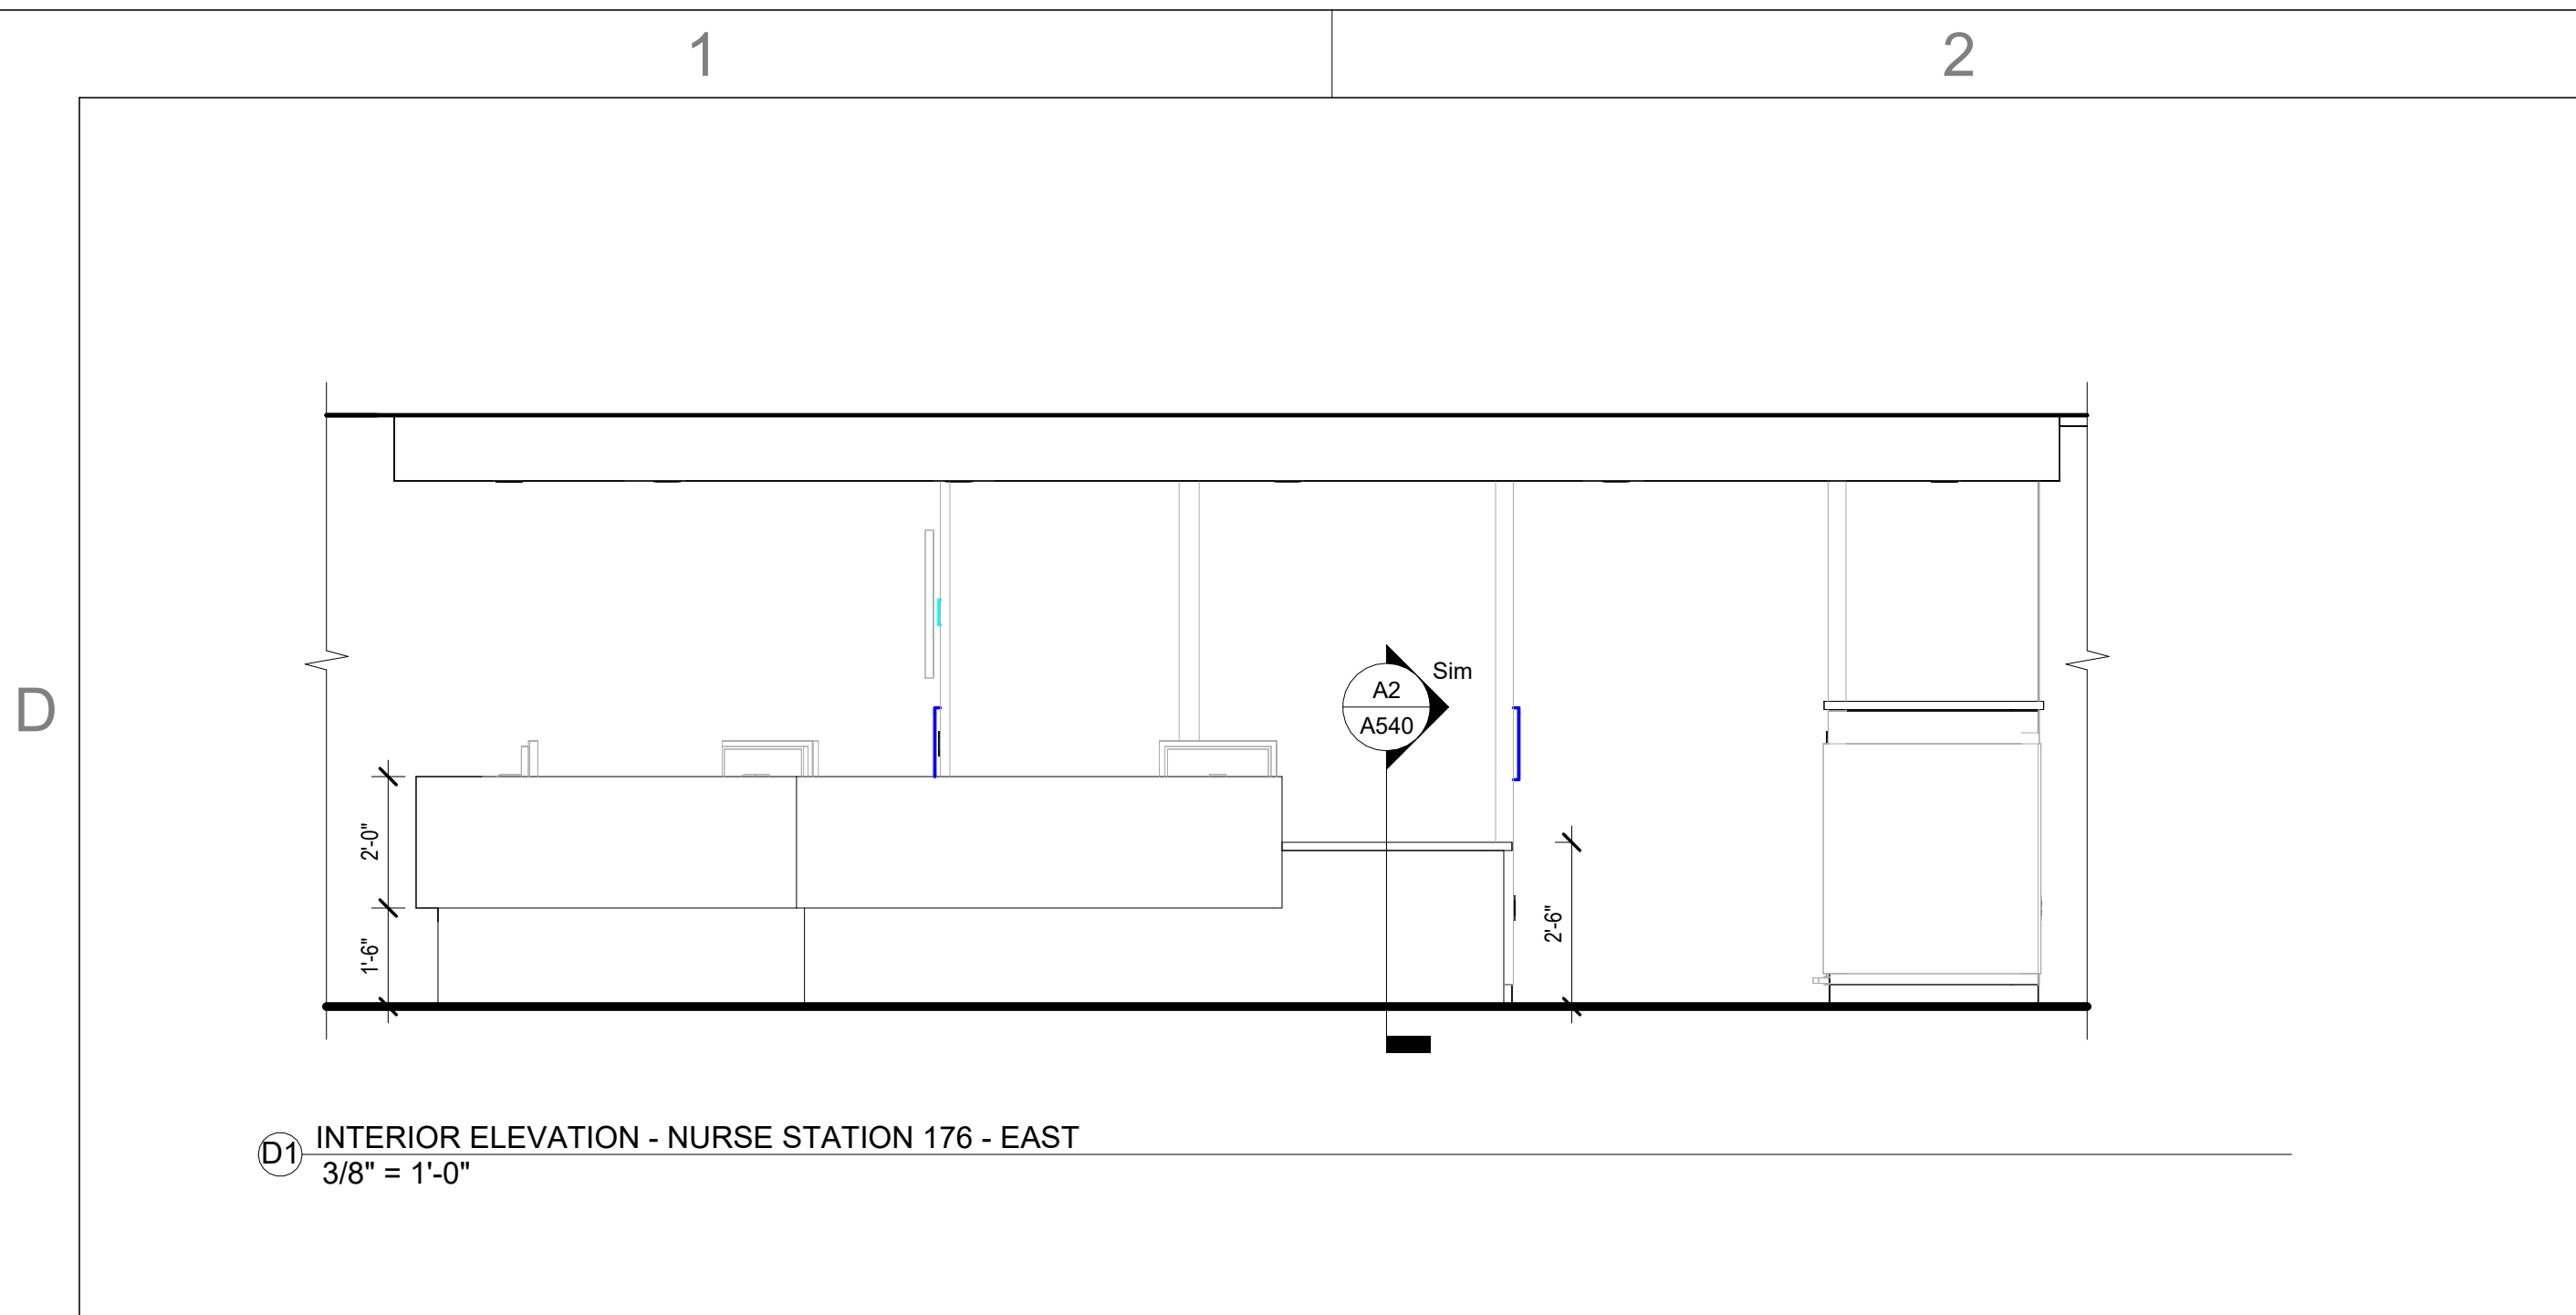 1
2
D
Sim
A2
A540
2'-0"
1'-6"
2'-6"
D1
INTERIOR ELEVATION - NURSE STATION 176 - EAST
3/8" = 1'-0"